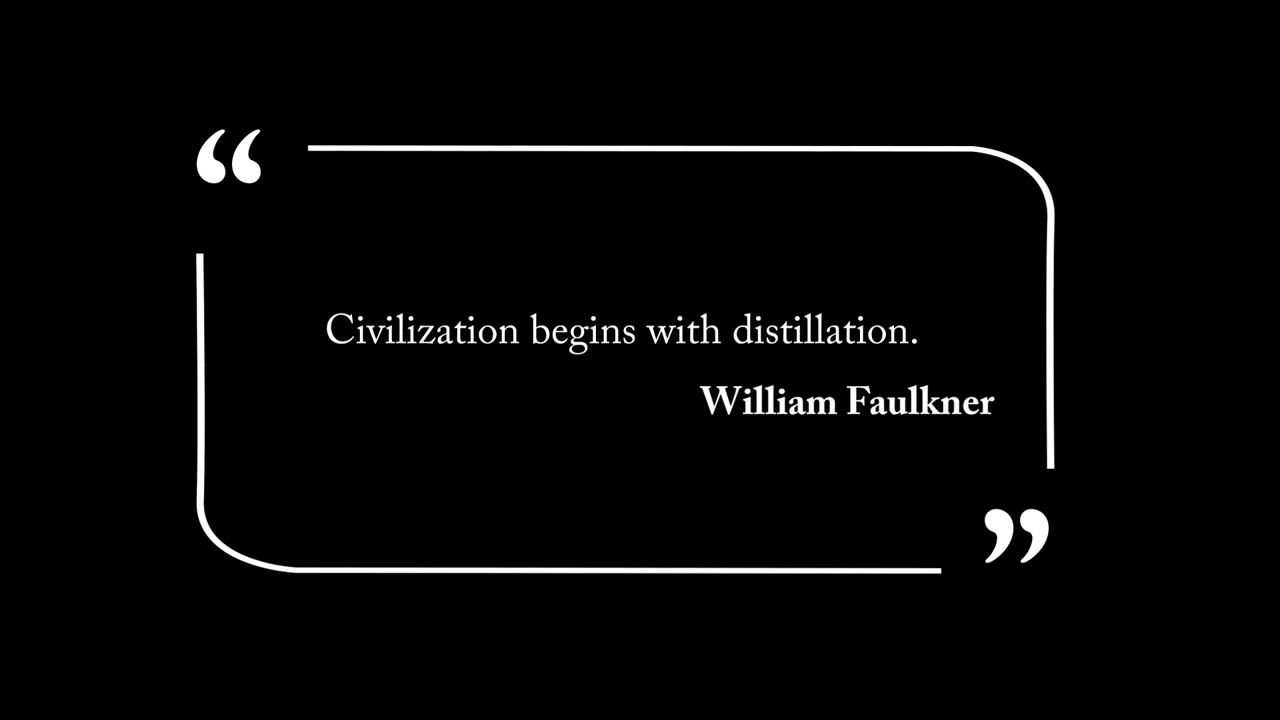 “
Civilization begins with distillation.
William Faulkner
”